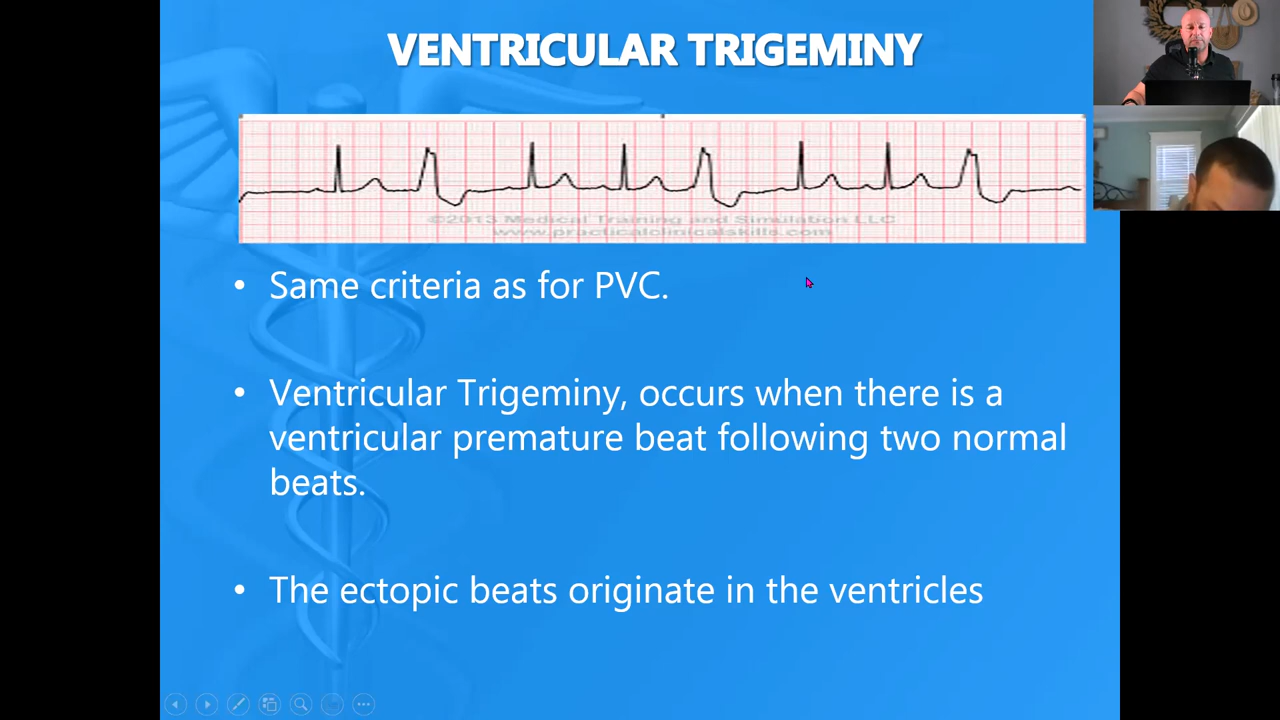 VENTRICULAR TRIGEMINY
©2013 Medical Training and Simulation LLC
www.practicalclinicalskills.com
• Same criteria as for PVC.
• Ventricular Trigeminy, occurs when there is a
ventricular premature beat following two normal
beats.
• The ectopic beats originate in the ventricles